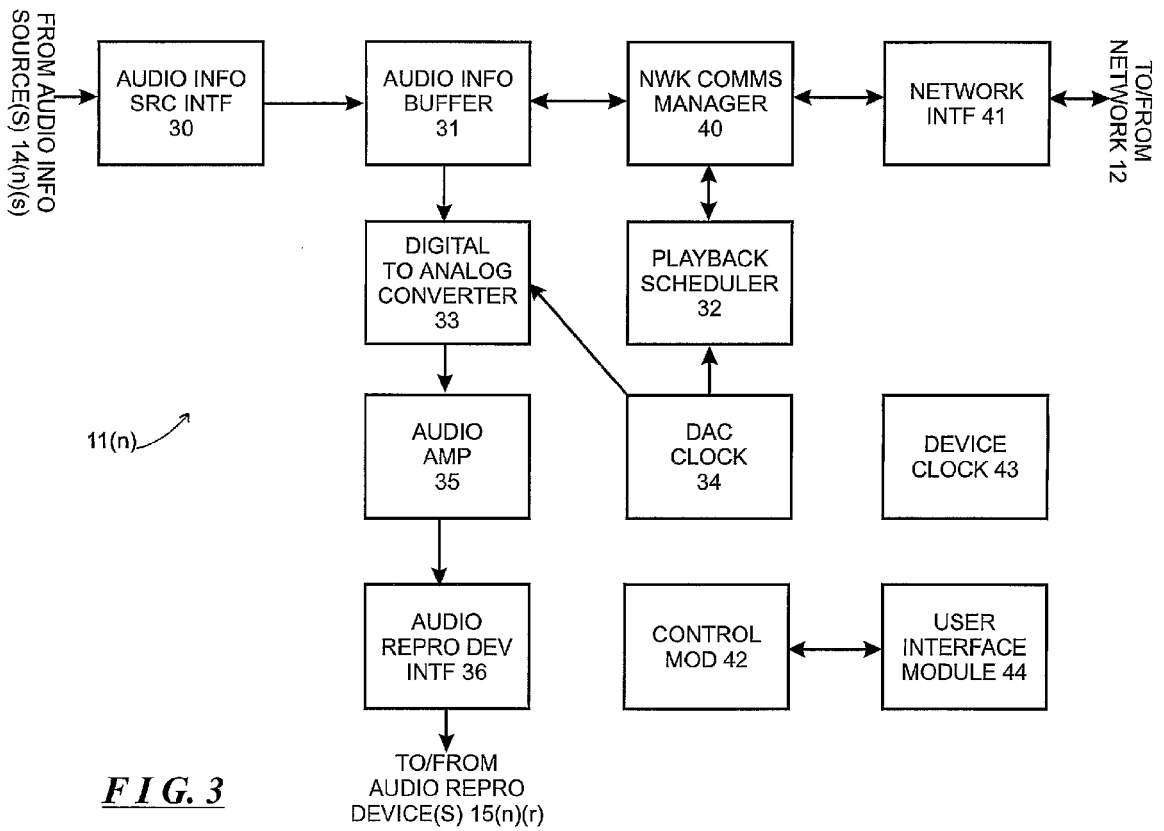 FROM AUDIO INFO
SOURCE(S) 14(n)(s)
AUDIO INFO
SRC INTF
30
AUDIO INFO
BUFFER
31
NWK COMMS
MANAGER
40
NETWORK
INTF 41
TO/FROM
NETWORK 12
DIGITAL
TO ANALOG
CONVERTER
33
PLAYBACK
SCHEDULER
32
11(n)
AUDIO
AMP
35
DAC
CLOCK
34
DEVICE
CLOCK 43
AUDIO
REPRO DEV
INTF 36
CONTROL
MOD 42
USER
INTERFACE
MODULE 44
TO/FROM
AUDIO REPRO
DEVICE(S) 15(n)(r)
FIG. 3